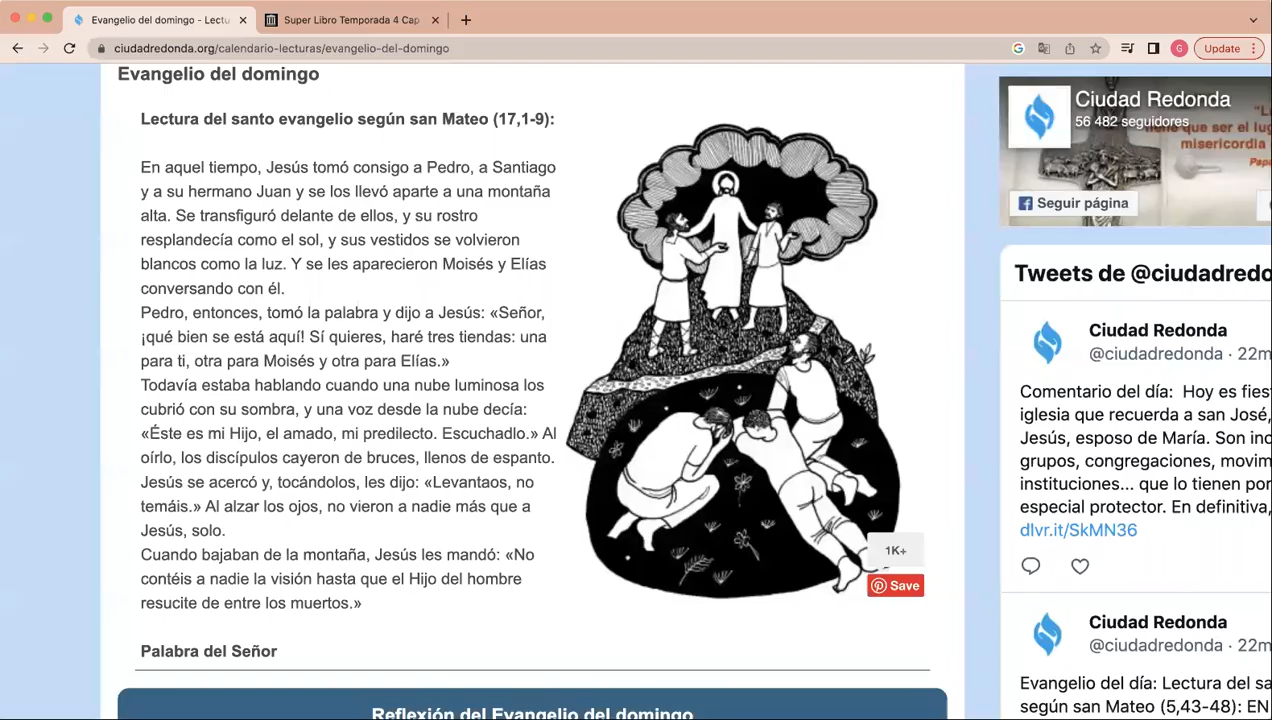 Evangelio del domingo - Lectu
Super Libro Temporada 4 Cap
ciudadredonda.org/calendario-lecturas/evangelio-del-domingo
G
Update
Evangelio del domingo
Lectura del santo evangelio según san Mateo (17,1-9):
En aquel tiempo, Jesús tomó consigo a Pedro, a Santiago
y a su hermano Juan y se los llevó aparte a una montaña
alta. Se transfiguró delante de ellos, y su rostro
resplandecía como el sol, y sus vestidos se volvieron
blancos como la luz. Y se les aparecieron Moisés y Elías
conversando con él.
Pedro, entonces, tomó la palabra y dijo a Jesús: «Señor,
¡qué bien se está aquí! Sí quieres, haré tres tiendas: una
para ti, otra para Moisés y otra para Elías.»
Todavía estaba hablando cuando una nube luminosa los
cubrió con su sombra, y una voz desde la nube decía:
«Éste es mi Hijo, el amado, mi predilecto. Escuchadlo.» Al
oírlo, los discípulos cayeron de bruces, llenos de espanto.
Jesús se acercó y, tocándolos, les dijo: «Levantaos, no
temáis.» Al alzar los ojos, no vieron a nadie más que a
Jesús, solo.
Cuando bajaban de la montaña, Jesús les mandó: «No
contéis a nadie la visión hasta que el Hijo del hombre
resucite de entre los muertos.»
Palabra del Señor
1K+
Save
Reflexión del Evangelio del domingo
Ciudad Redonda
56 482 seguidores
tiene que ser el lug
misericordia
Papa
Seguir página
Tweets de @ciudadredo
Ciudad Redonda
@ciudadredonda · 22m
Comentario del día: Hoy es fies
iglesia que recuerda a san José,
Jesús, esposo de María. Son inc
grupos, congregaciones, movim
instituciones... que lo tienen por
especial protector. En definitiva,
dlvr.it/SkMN36
Ciudad Redonda
@ciudadredonda · 22m
Evangelio del día: Lectura del sa
según san Mateo (5,43-48): EN